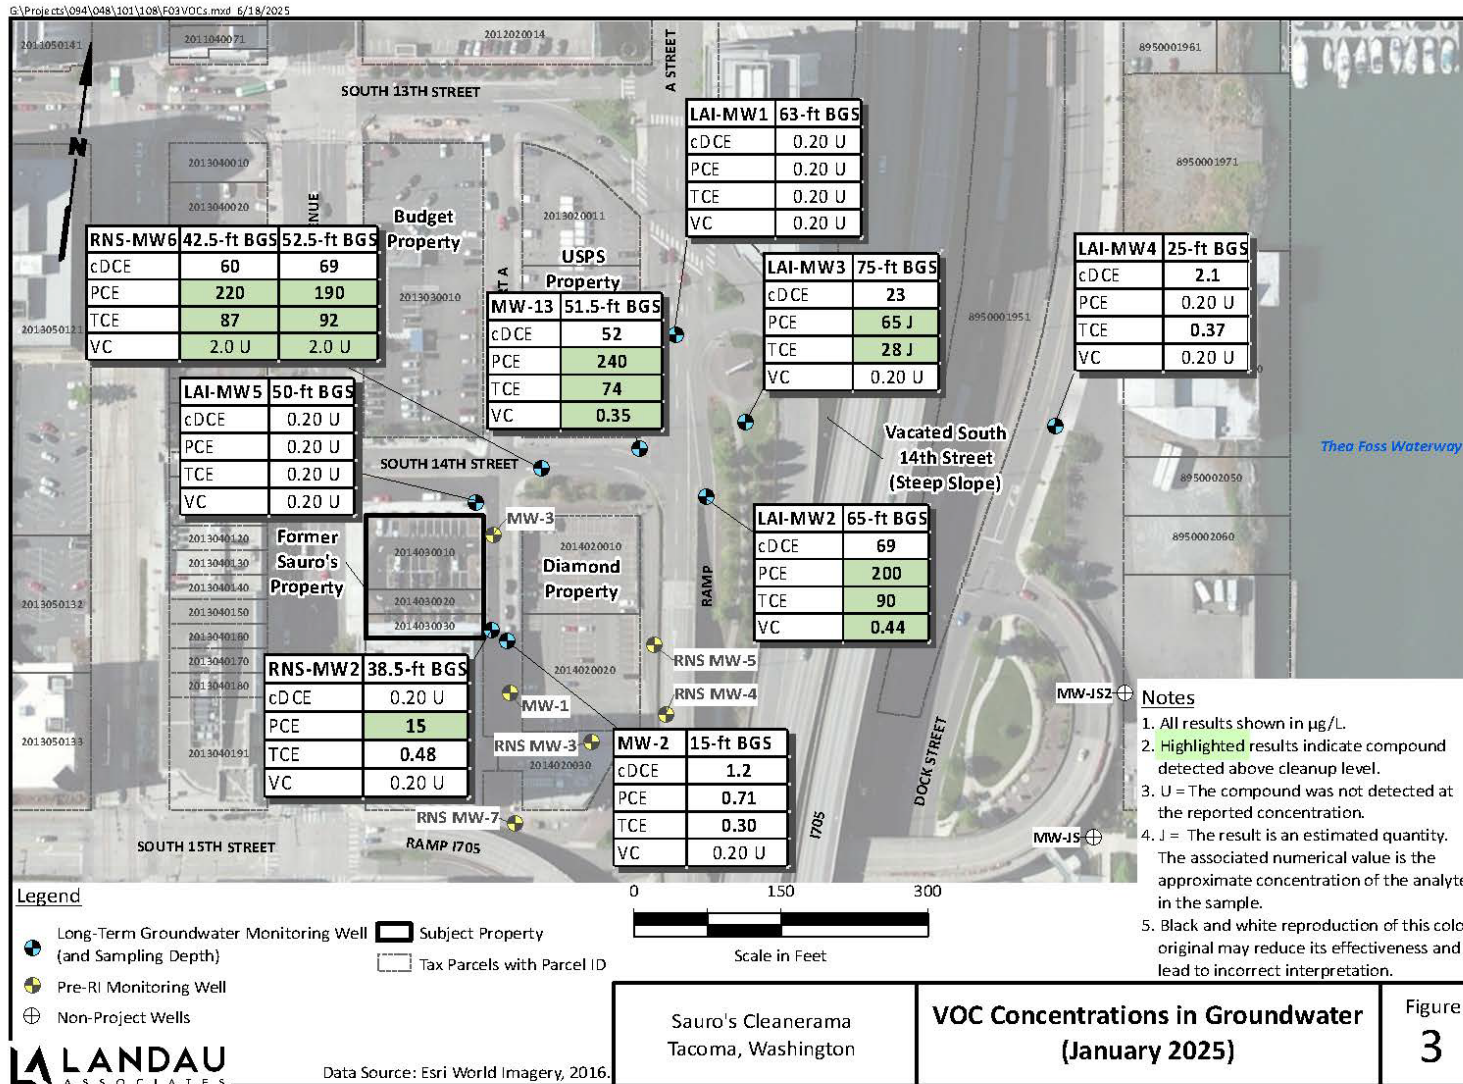 G:\Projects\094\048\101\108\F03VOCs.mxd 6/18/2025
2011050141
2011040071
2012020014
8950001961
A STREET
SOUTH 13TH STREET
N
LAI-MW1 63-ft BGS
cDCE 0.20 U
PCE 0.20 U
TCE 0.20 U
VC 0.20 U
2013040010
2013040020
8950001971
Budget
Property
2013020011
USPS
Property
2013030010
RNS-MW6 42.5-ft BGS 52.5-ft BGS
cDCE 60 69
PCE 220 190
TCE 87 92
VC 2.0 U 2.0 U
2013050121
MW-13 51.5-ft BGS
cDCE 52
PCE 240
TCE 74
VC 0.35
LAI-MW3 75-ft BGS
cDCE 23
PCE 65 J
TCE 28 J
VC 0.20 U
8950001951
LAI-MW4 25-ft BGS
cDCE 2.1
PCE 0.20 U
TCE 0.37
VC 0.20 U
LAI-MW5 50-ft BGS
cDCE 0.20 U
PCE 0.20 U
TCE 0.20 U
VC 0.20 U
SOUTH 14TH STREET
Vacated South
14th Street
(Steep Slope)
Thea Foss Waterway
8950002050
8950002060
MW-3
LAI-MW2 65-ft BGS
cDCE 69
PCE 200
TCE 90
VC 0.44
Former
Sauro's
Property
2013040120
2013040130
2013040140
2013040150
2013040160
2013040170
2013040180
2013040191
2013050132
2013050133
2014030010
2014030020
2014030030
2014020010
Diamond
Property
RAMP
2014020020
RNS MW-5
RNS MW-4
RNS-MW2 38.5-ft BGS
cDCE 0.20 U
PCE 15
TCE 0.48
VC 0.20 U
MW-1
RNS MW-3
2014020030
MW-2 15-ft BGS
cDCE 1.2
PCE 0.71
TCE 0.30
VC 0.20 U
RNS MW-7
SOUTH 15TH STREET
RAMP I705
I705
DOCK STREET
MW-JS2
MW-JS
Notes
1. All results shown in µg/L.
2. Highlighted results indicate compound
detected above cleanup level.
3. U = The compound was not detected at
the reported concentration.
4. J = The result is an estimated quantity.
The associated numerical value is the
approximate concentration of the analyte
in the sample.
5. Black and white reproduction of this colo
original may reduce its effectiveness and
lead to incorrect interpretation.
Legend
Long-Term Groundwater Monitoring Well
(and Sampling Depth)
Pre-RI Monitoring Well
Non-Project Wells
Subject Property
Tax Parcels with Parcel ID
0 150 300
Scale in Feet
LANDAU
ASSOCIATES
Data Source: Esri World Imagery, 2016.
Sauro's Cleanerama
Tacoma, Washington
VOC Concentrations in Groundwater
(January 2025)
Figure
3